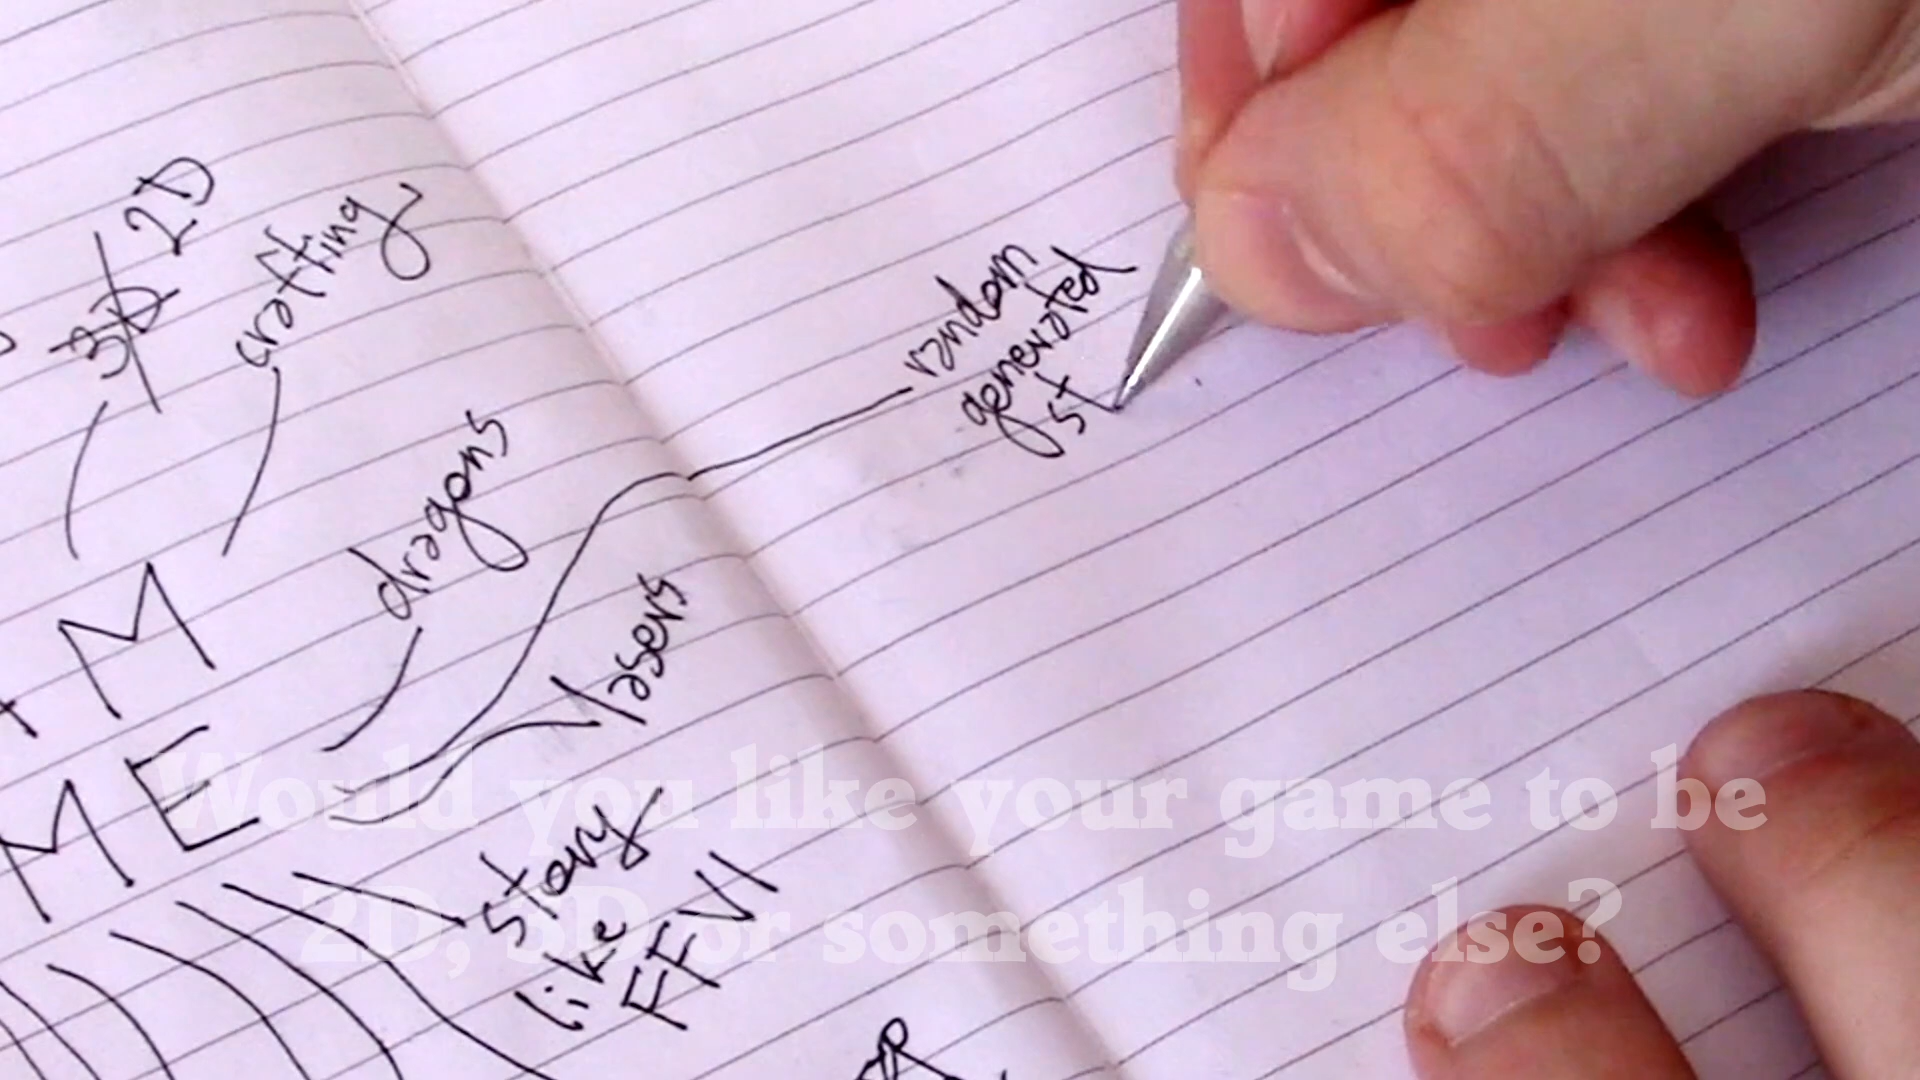 2D
3D
crafting
random
generated
st
dragons
lasers
M
ME
story
like
FFVI
Would you like your game to be
2D, 3D or something else?